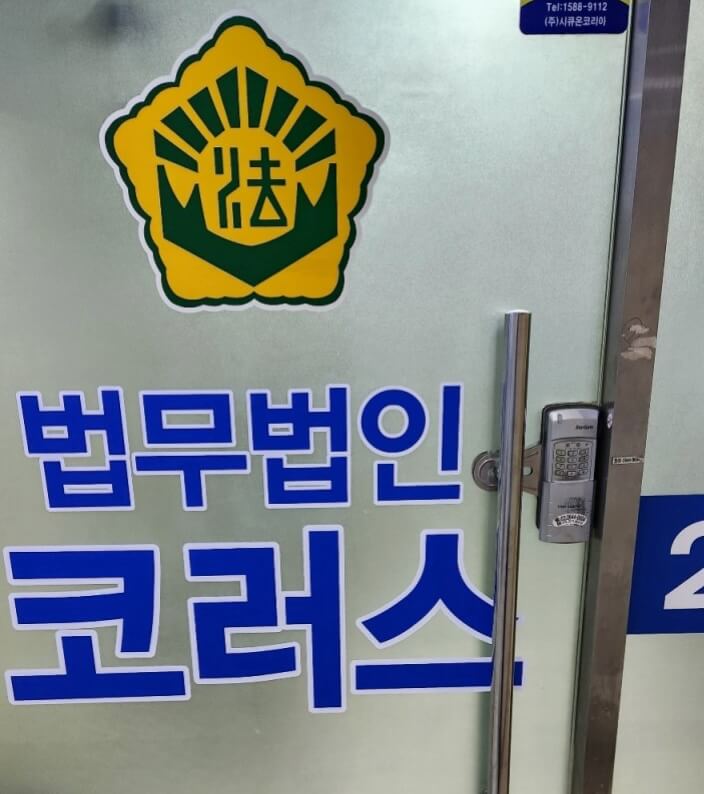 Tel:1588-9112
(주)시큐온코리아
法
법무법인
코러스
2